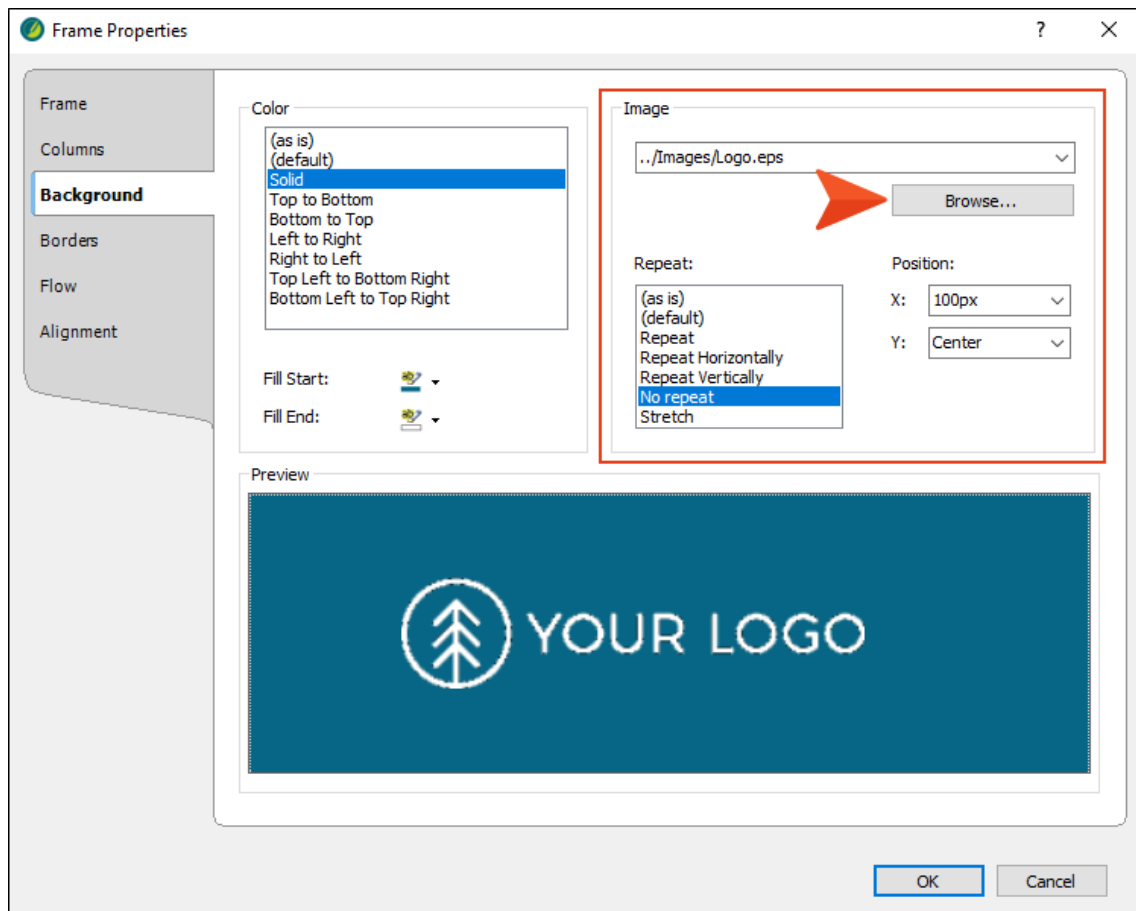 Frame Properties
?
Frame
Columns
Background
Borders
Flow
Alignment
Color
(as is)
(default)
Solid
Top to Bottom
Bottom to Top
Left to Right
Right to Left
Top Left to Bottom Right
Bottom Left to Top Right
Fill Start:
Fill End:
Image
../Images/Logo.eps
Browse...
Repeat:
(as is)
(default)
Repeat
Repeat Horizontally
Repeat Vertically
No repeat
Stretch
Position:
X: 100px
Y: Center
Preview
YOUR LOGO
OK
Cancel